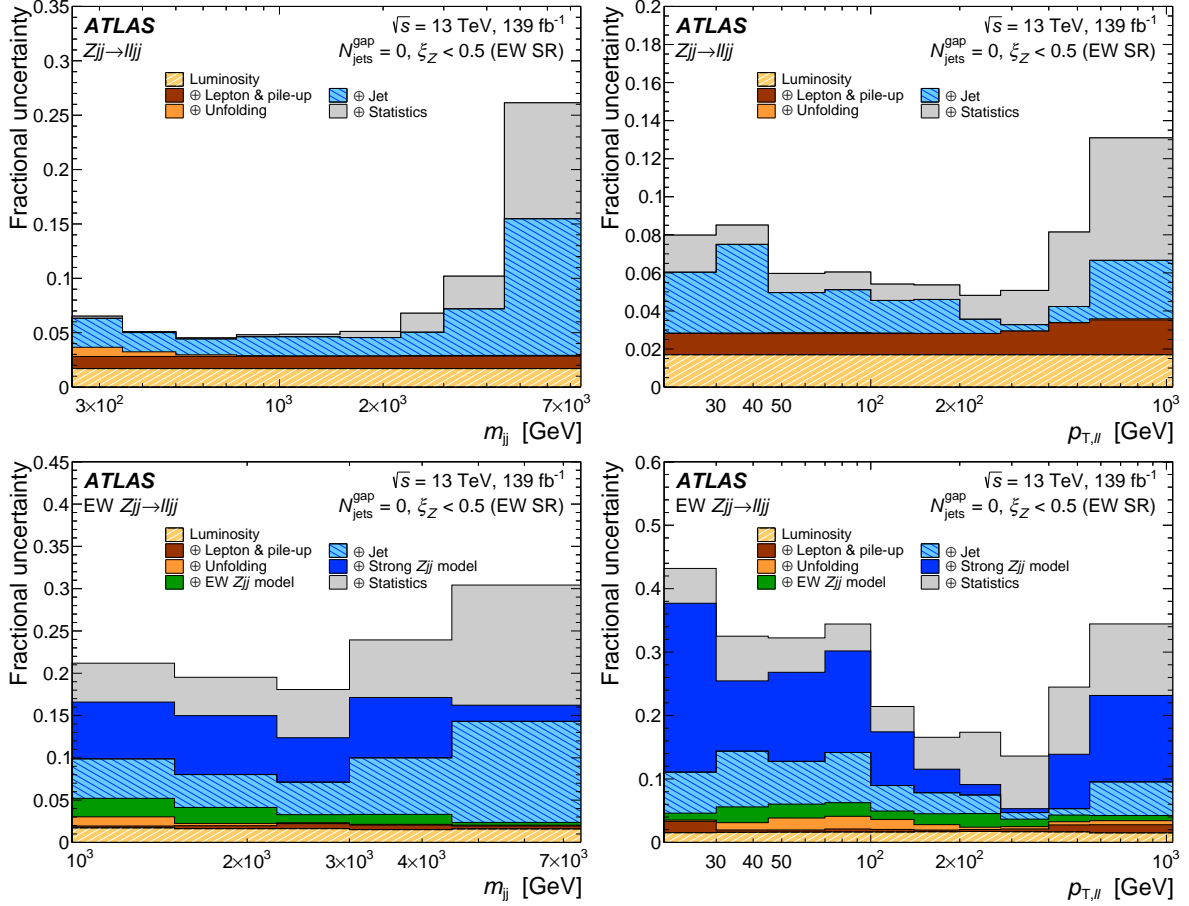 ATLAS
Zjj→lljj
√s = 13 TeV, 139 fb⁻¹
N_jets^gap = 0, ξ_Z < 0.5 (EW SR)
Luminosity
⊕ Lepton & pile-up
⊕ Unfolding
⊕ Jet
⊕ Statistics
Fractional uncertainty
0.35
0.3
0.25
0.2
0.15
0.1
0.05
0
3×10² 10³ 2×10³ 7×10³
m_jj [GeV]
ATLAS
Zjj→lljj
√s = 13 TeV, 139 fb⁻¹
N_jets^gap = 0, ξ_Z < 0.5 (EW SR)
Luminosity
⊕ Lepton & pile-up
⊕ Unfolding
⊕ Jet
⊕ Statistics
Fractional uncertainty
0.2
0.18
0.16
0.14
0.12
0.1
0.08
0.06
0.04
0.02
0
30 40 50 10² 2×10² 10³
p_T,ll [GeV]
ATLAS
EW Zjj→lljj
√s = 13 TeV, 139 fb⁻¹
N_jets^gap = 0, ξ_Z < 0.5 (EW SR)
Luminosity
⊕ Lepton & pile-up
⊕ Unfolding
⊕ EW Zjj model
⊕ Jet
⊕ Strong Zjj model
⊕ Statistics
Fractional uncertainty
0.45
0.4
0.35
0.3
0.25
0.2
0.15
0.1
0.05
0
10³ 2×10³ 3×10³ 4×10³ 7×10³
m_jj [GeV]
ATLAS
EW Zjj→lljj
√s = 13 TeV, 139 fb⁻¹
N_jets^gap = 0, ξ_Z < 0.5 (EW SR)
Luminosity
⊕ Lepton & pile-up
⊕ Unfolding
⊕ EW Zjj model
⊕ Jet
⊕ Strong Zjj model
⊕ Statistics
Fractional uncertainty
0.6
0.5
0.4
0.3
0.2
0.1
0
30 40 50 10² 2×10² 10³
p_T,ll [GeV]